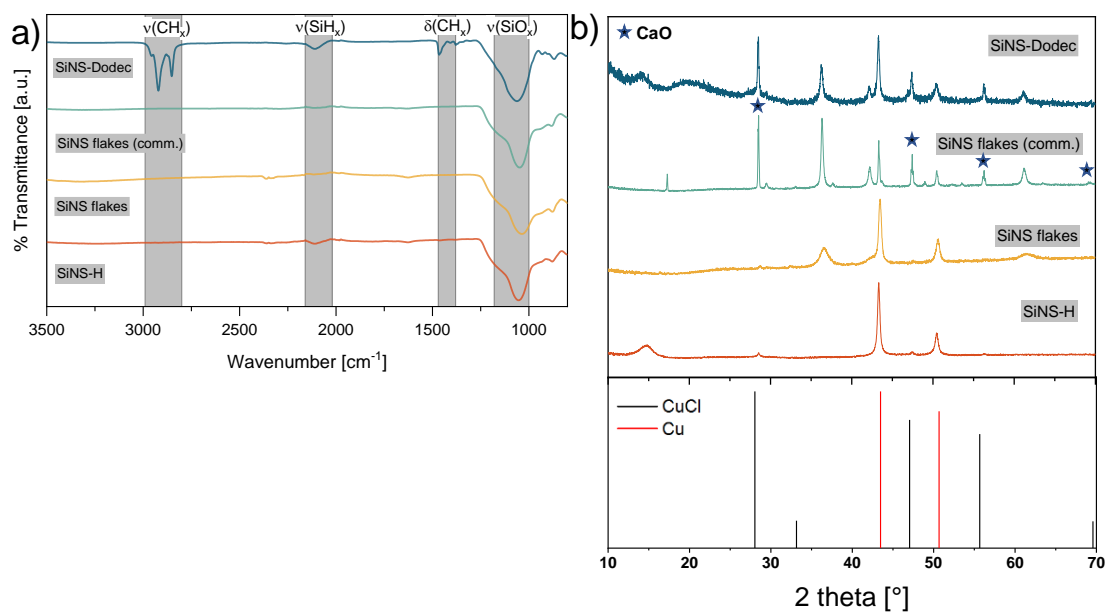 a)
ν(CHₓ)
ν(SiHₓ)
δ(CHₓ)
ν(SiOₓ)
SiNS-Dodec
SiNS flakes (comm.)
SiNS flakes
SiNS-H
% Transmittance [a.u.]
3500
3000
2500
2000
1500
1000
Wavenumber [cm⁻¹]
b)
CaO
SiNS-Dodec
SiNS flakes (comm.)
SiNS flakes
SiNS-H
CuCl
Cu
10
20
30
40
50
60
70
2 theta [°]